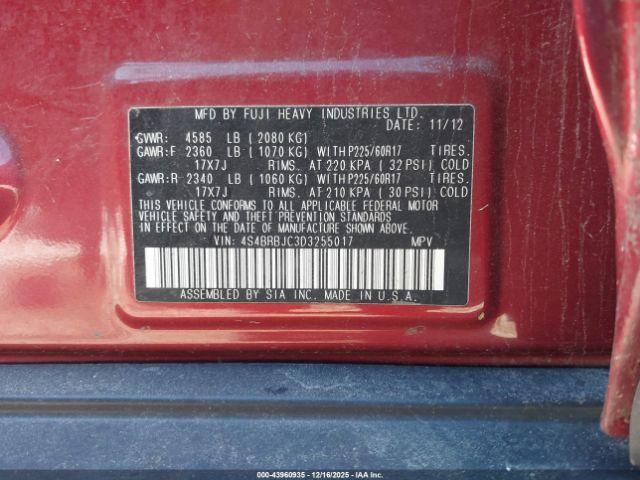 MFD BY FUJI HEAVY INDUSTRIES LTD.
DATE: 11/12
GVWR: 4585 LB ( 2080 KG)
GAWR:F 2360 LB ( 1070 KG) WITH P225/60R17 TIRES.
17X7J RIMS. AT 220 KPA ( 32 PSI) COLD
GAWR:R 2340 LB ( 1060 KG) WITH P225/60R17 TIRES.
17X7J RIMS. AT 210 KPA ( 30 PSI) COLD
THIS VEHICLE CONFORMS TO ALL APPLICABLE FEDERAL MOTOR
VEHICLE SAFETY AND THEFT PREVENTION STANDARDS
IN EFFECT ON THE DATE OF MANUFACTURE SHOWN ABOVE.
VIN: 4S4BRBJC3D3255017 MPV
ASSEMBLED BY SIA INC. MADE IN U.S.A.
© 43960935 - 12/16/2025 - IAAI.COM